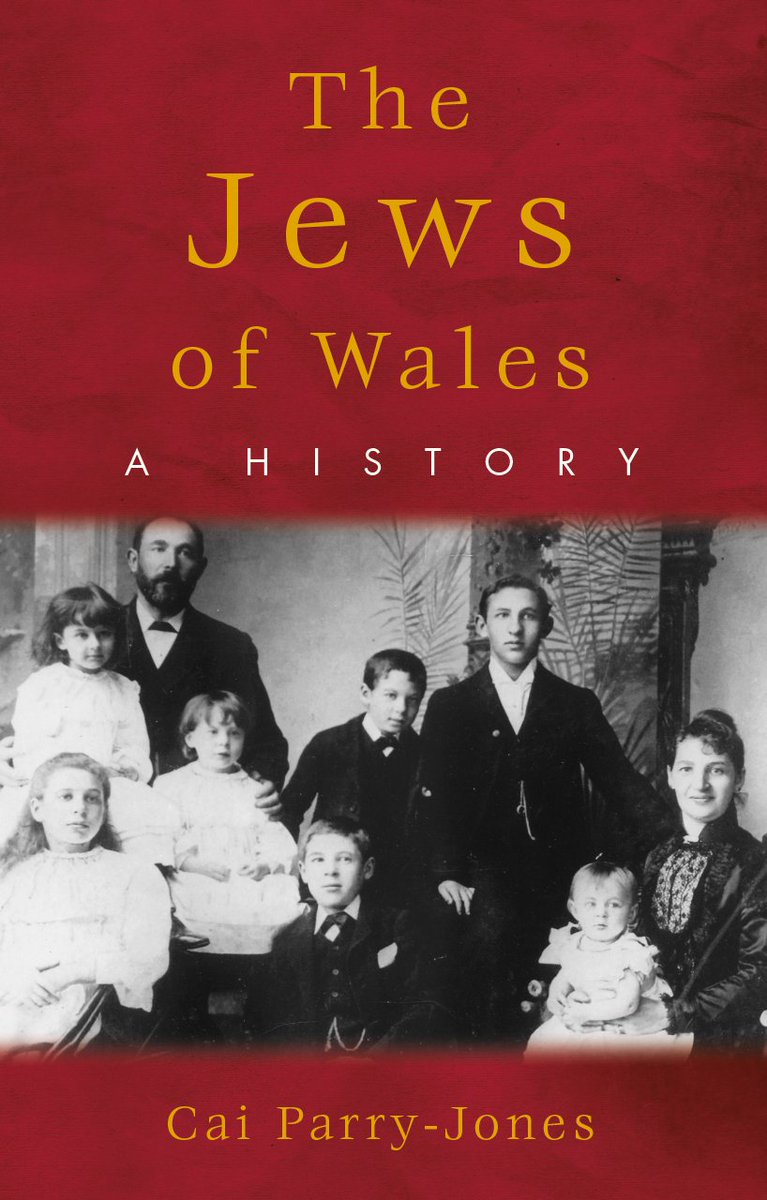 The
Jews
of Wales
A HISTORY
Cai Parry-Jones